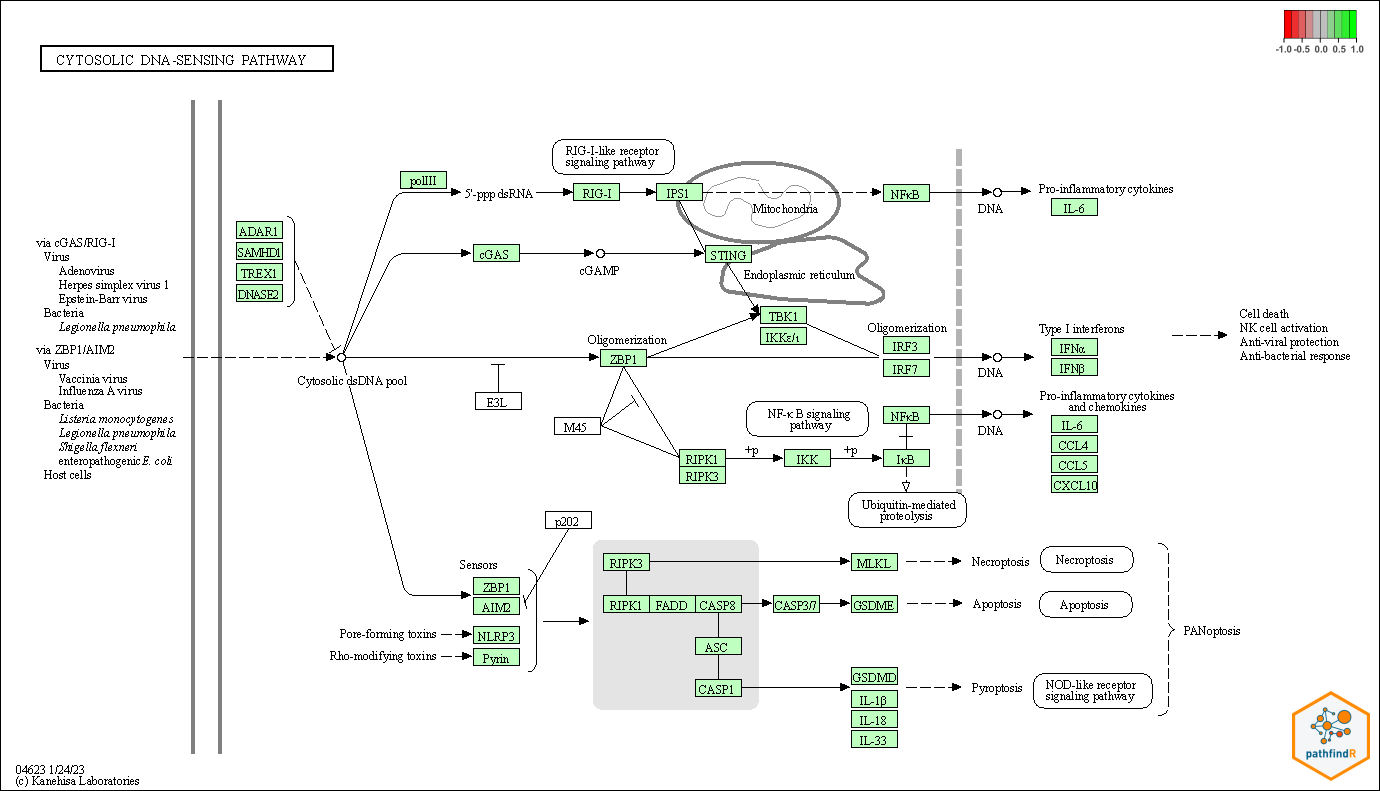 -1.0 -0.5 0.0 0.5 1.0
CYTOSOLIC DNA-SENSING PATHWAY
RIG-I-like receptor
signaling pathway
polIII
5'-ppp dsRNA
RIG-I
IPS1
Mitochondria
NFκB
DNA
Pro-inflammatory cytokines
IL-6
ADAR1
SAMHD1
TREX1
DNASE2
cGAS
cGAMP
STING
Endoplasmic reticulum
via cGAS/RIG-I
Virus
Adenovirus
Herpes simplex virus 1
Epstein-Barr virus
Bacteria
Legionella pneumophila
via ZBP1/AIM2
Virus
Vaccinia virus
Influenza A virus
Bacteria
Listeria monocytogenes
Legionella pneumophila
Shigella flexneri
enteropathogenic E. coli
Host cells
Cytosolic dsDNA pool
TBK1
IKKε/ι
Oligomerization
ZBP1
Oligomerization
IRF3
IRF7
DNA
Type I interferons
IFNα
IFNβ
Cell death
NK cell activation
Anti-viral protection
Anti-bacterial response
E3L
M45
NF-κ B signaling
pathway
NFκB
DNA
Pro-inflammatory cytokines
and chemokines
IL-6
CCL4
CCL5
CXCL10
RIPK1
RIPK3
+p
IKK
+p
IκB
Ubiquitin-mediated
proteolysis
p202
Sensors
ZBP1
AIM2
Pore-forming toxins
NLRP3
Rho-modifying toxins
Pyrin
RIPK3
MLKL
Necroptosis
Necroptosis
RIPK1
FADD
CASP8
CASP3/7
GSDME
Apoptosis
Apoptosis
ASC
CASP1
GSDMD
IL-1β
IL-18
IL-33
Pyroptosis
NOD-like receptor
signaling pathway
PANoptosis
pathfindR
04623 1/24/23
(c) Kanehisa Laboratories